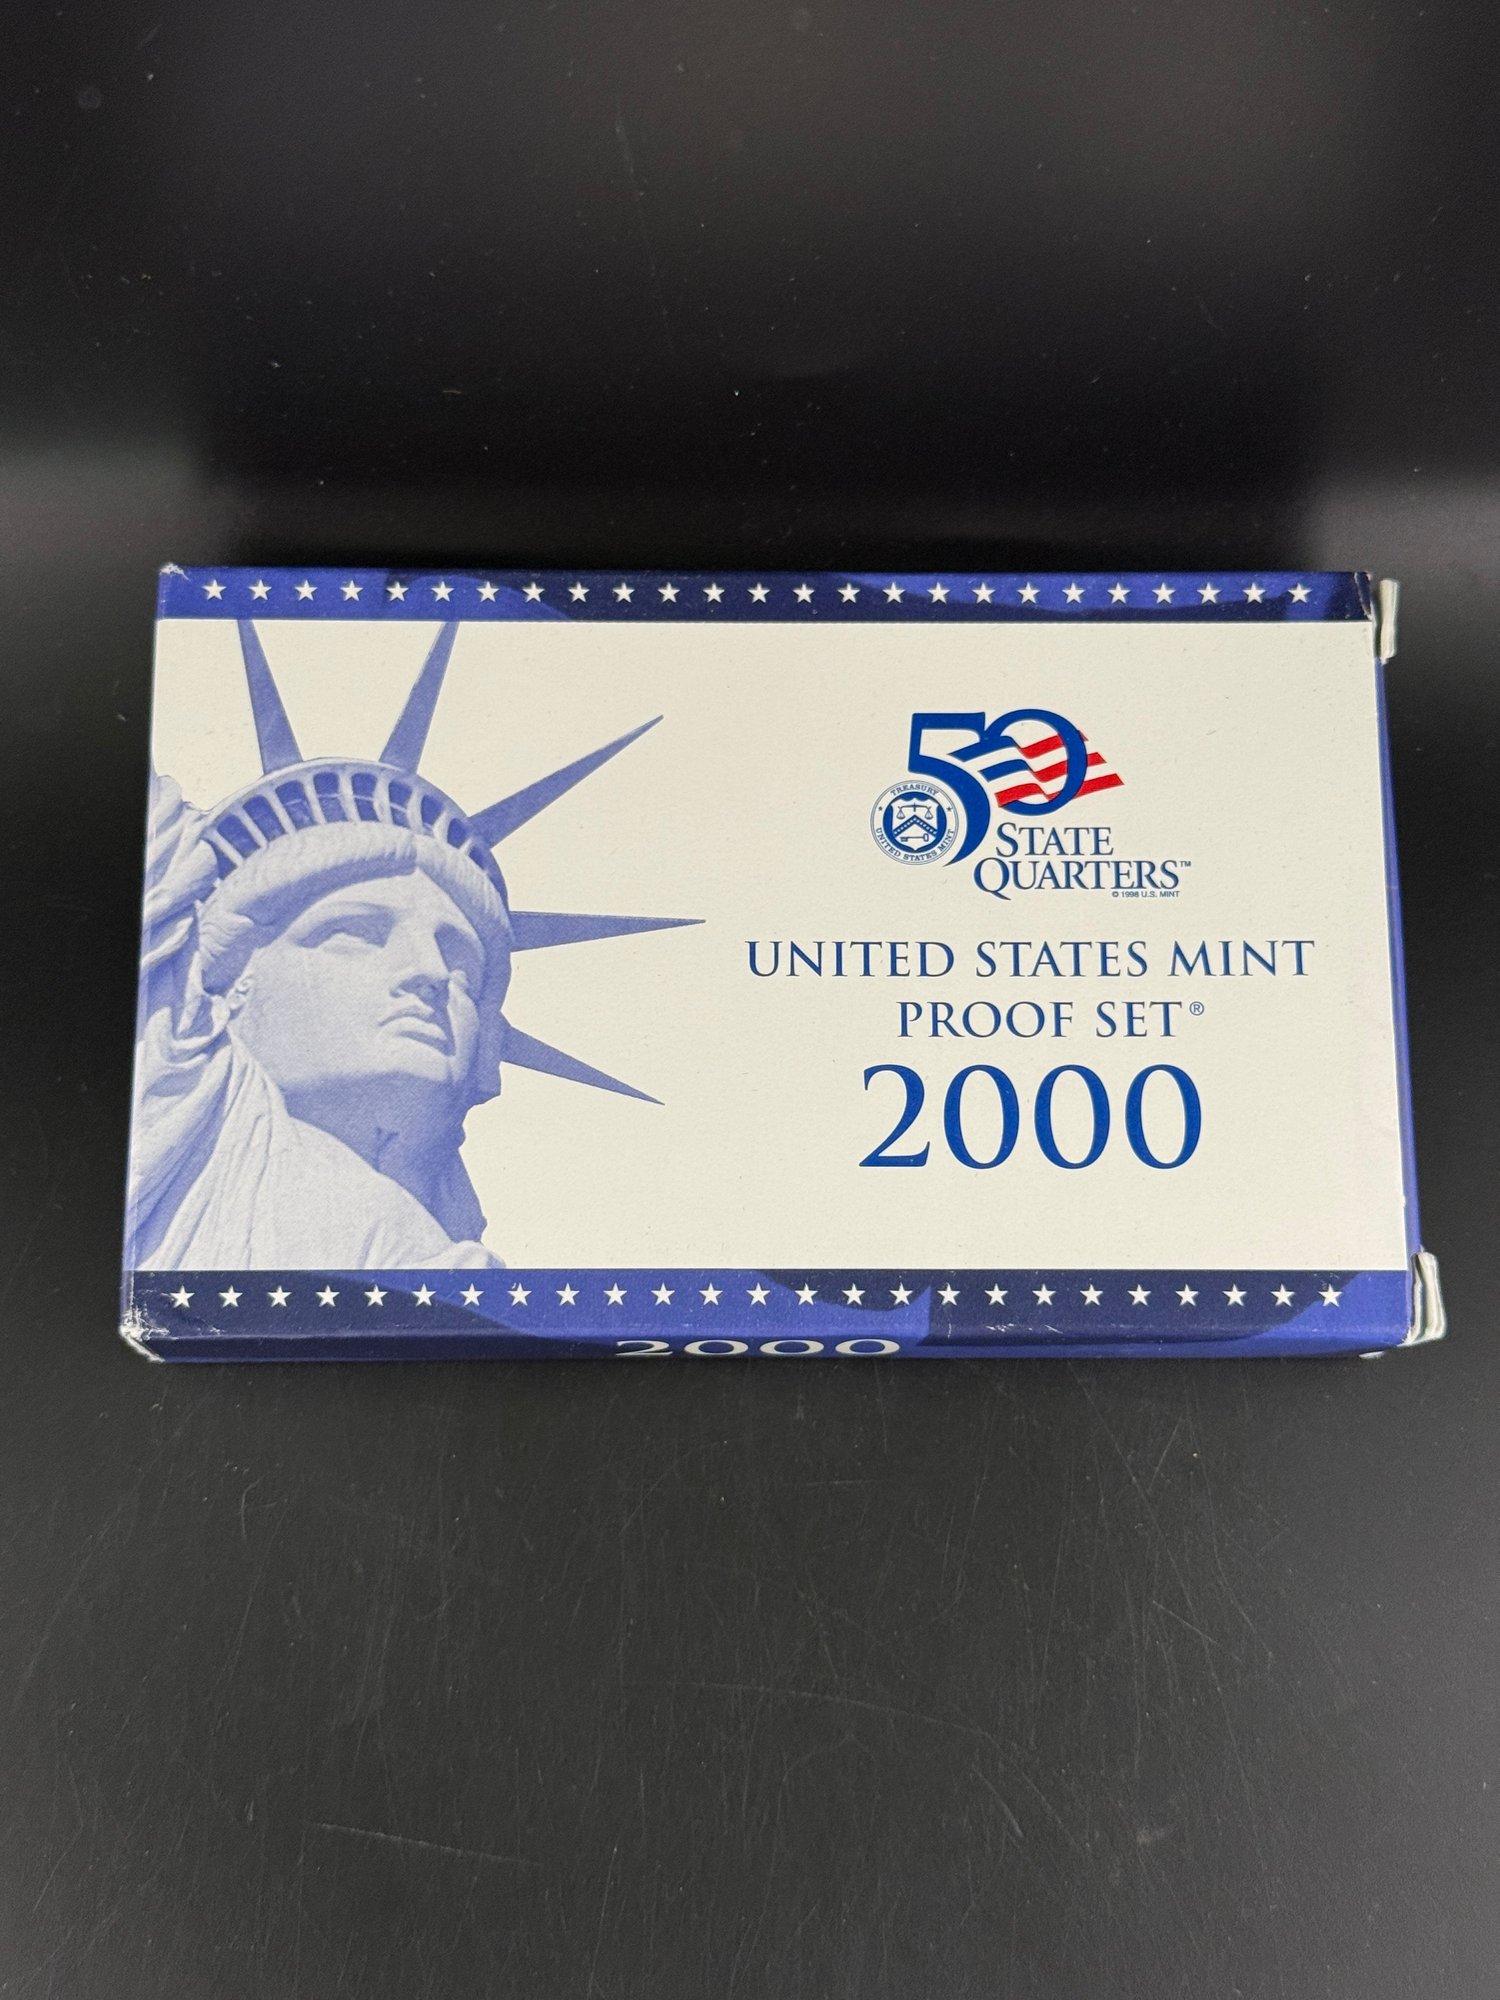 50
TREASURY
UNITED STATES MINT
STATE
QUARTERS™
© 1998 U.S. MINT
UNITED STATES MINT
PROOF SET®
2000
2000